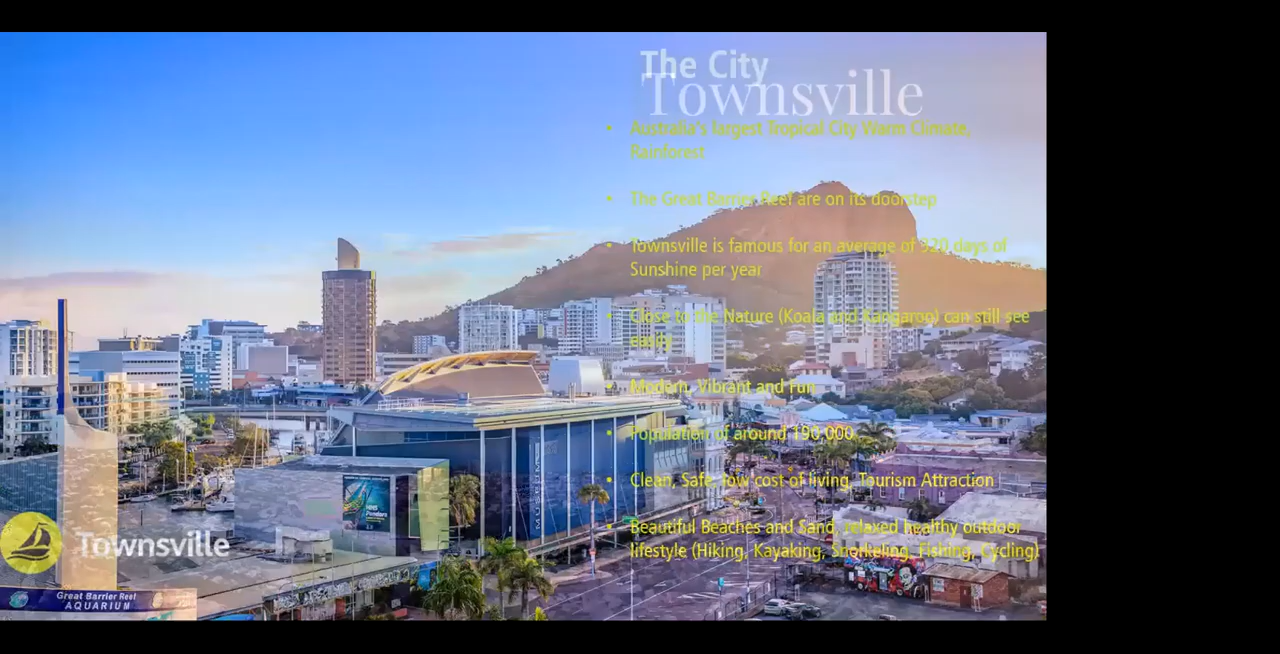 The City
Townsville
• Australia's largest Tropical City Warm Climate,
Rainforest
• The Great Barrier Reef are on its doorstep
• Townsville is famous for an average of 320 days of
Sunshine per year
• Close to the Nature (Koala and Kangaroo) can still see
easily
• Modern, Vibrant and Fun
• Population of around 190,000
• Clean, Safe, low cost of living, Tourism Attraction
• Beautiful Beaches and Sand, relaxed healthy outdoor
lifestyle (Hiking, Kayaking, Snorkeling, Fishing, Cycling)
MUSEUM
Townsville
Great Barrier Reef
AQUARIUM